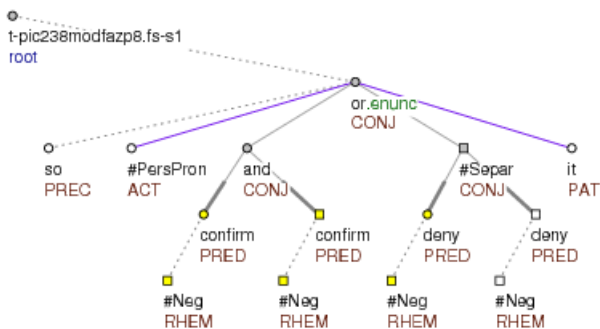 t-pic238modfazp8.fs-s1
root
or.enunc
CONJ
so #PersPron and #Separ it
PREC ACT CONJ CONJ PAT
confirm confirm deny deny
PRED PRED PRED PRED
#Neg #Neg #Neg #Neg
RHEM RHEM RHEM RHEM